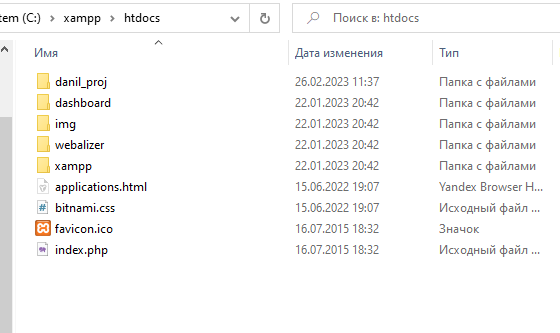 tem (C:) > xampp > htdocs
Поиск в: htdocs
Имя Дата изменения Тип
danil_proj 26.02.2023 11:37 Папка с файлами
dashboard 22.01.2023 20:42 Папка с файлами
img 22.01.2023 20:42 Папка с файлами
webalizer 22.01.2023 20:42 Папка с файлами
xampp 22.01.2023 20:42 Папка с файлами
applications.html 15.06.2022 19:07 Yandex Browser H...
bitnami.css 15.06.2022 19:07 Исходный файл ...
favicon.ico 16.07.2015 18:32 Значок
index.php 16.07.2015 18:32 Исходный файл ...